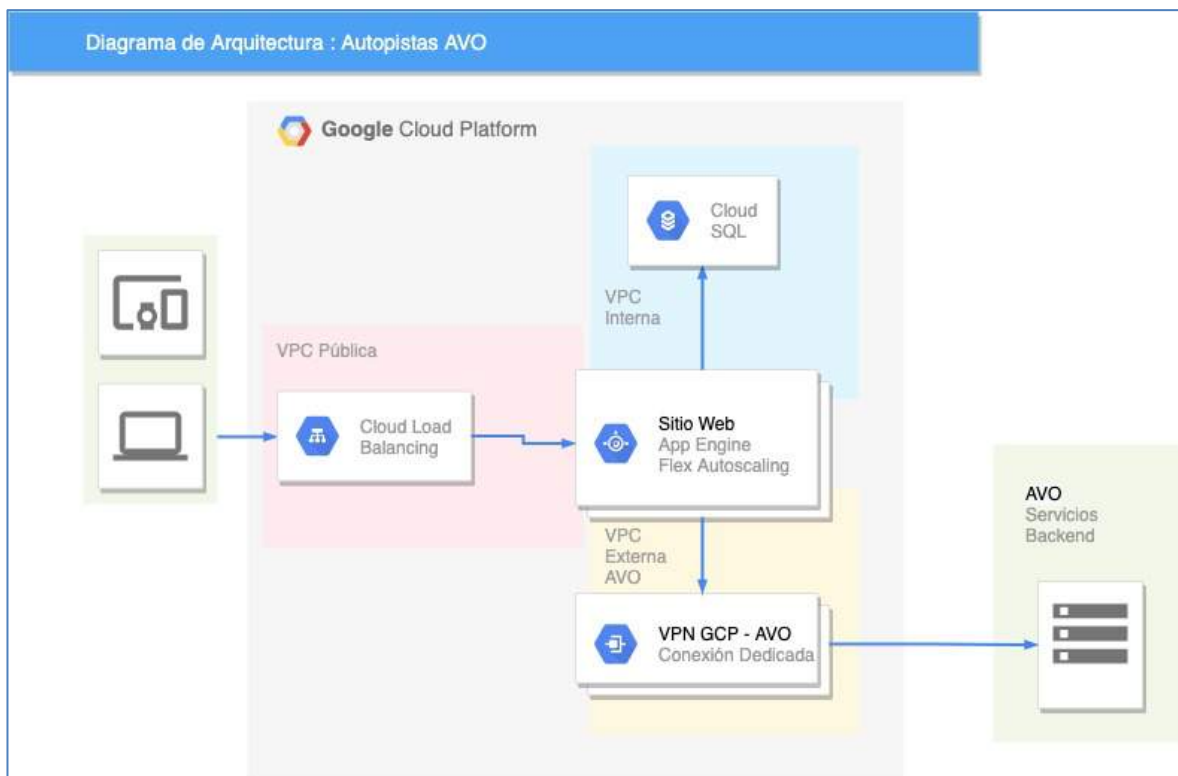 Diagrama de Arquitectura : Autopistas AVO
Google Cloud Platform
Cloud
SQL
VPC
Interna
VPC Pública
Cloud Load
Balancing
Sitio Web
App Engine
Flex Autoscaling
VPC
Externa
AVO
VPN GCP - AVO
Conexión Dedicada
AVO
Servicios
Backend